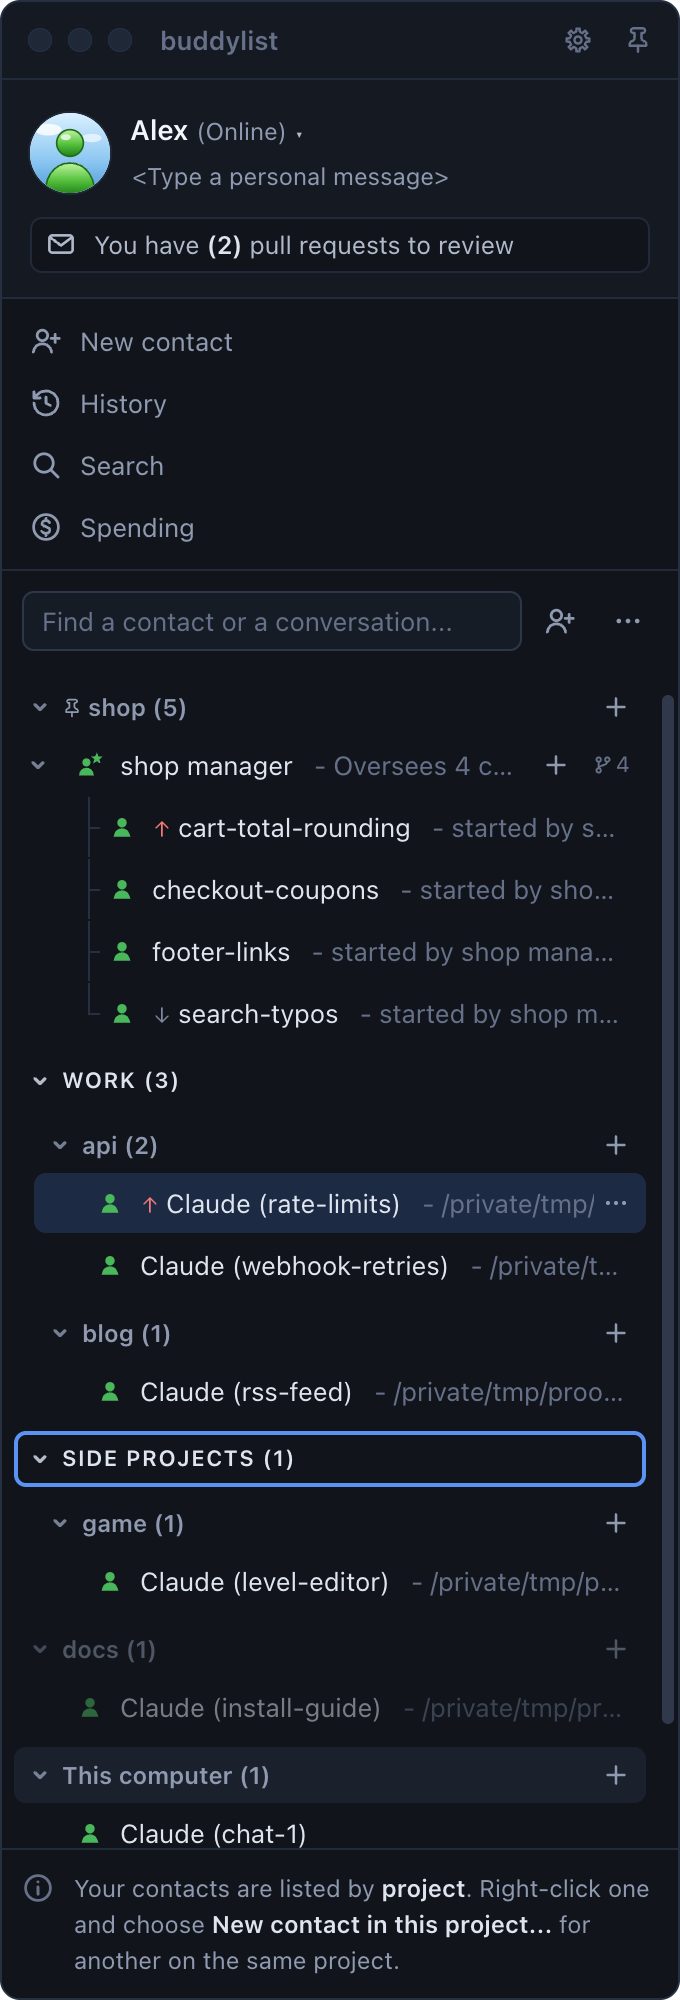 buddylist
Alex (Online)
<Type a personal message>
You have (2) pull requests to review
New contact
History
Search
Spending
Find a contact or a conversation...
shop (5)
shop manager - Oversees 4 c... 4
↑ cart-total-rounding - started by s...
checkout-coupons - started by sho...
footer-links - started by shop mana...
↓ search-typos - started by shop m...
WORK (3)
api (2)
↑ Claude (rate-limits) - /private/tmp/
Claude (webhook-retries) - /private/t...
blog (1)
Claude (rss-feed) - /private/tmp/proo...
SIDE PROJECTS (1)
game (1)
Claude (level-editor) - /private/tmp/p...
docs (1)
Claude (install-guide) - /private/tmp/pr...
This computer (1)
Claude (chat-1)
Your contacts are listed by project. Right-click one
and choose New contact in this project... for
another on the same project.